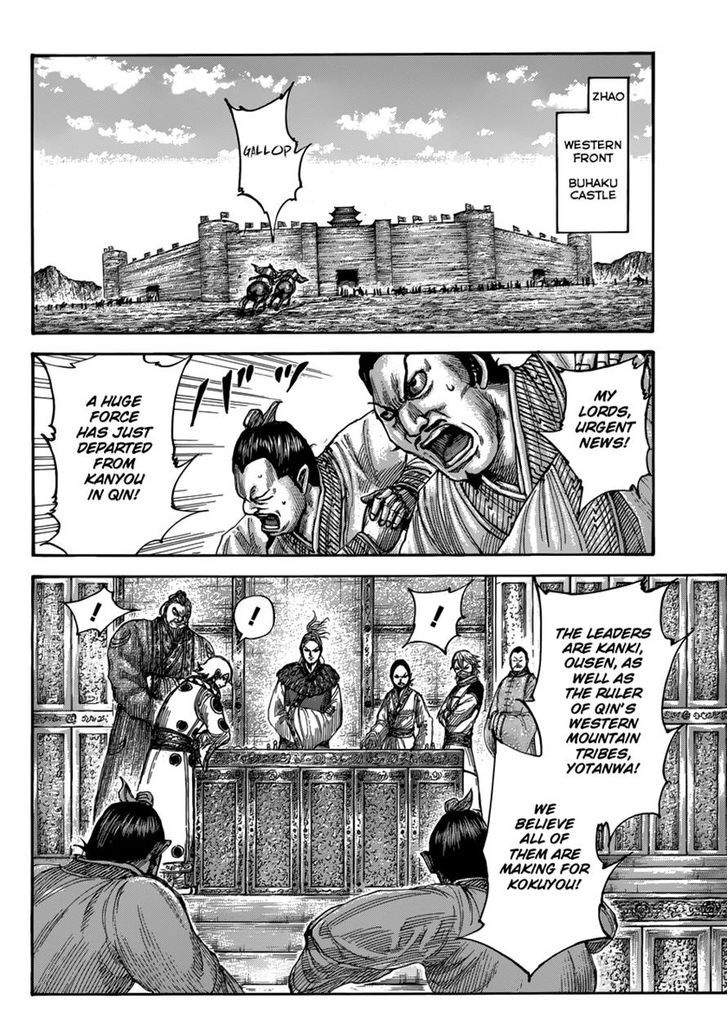 ZHAO
WESTERN
FRONT
BUHAKU
CASTLE
GALLOP
MY
LORDS,
URGENT
NEWS!
A HUGE
FORCE
HAS JUST
DEPARTED
FROM
KANYOU
IN QIN!
THE LEADERS
ARE KANKI,
OUSEN, AS
WELL AS
THE RULER
OF QIN'S
WESTERN
MOUNTAIN
TRIBES,
YOTANWA!
WE
BELIEVE
ALL OF
THEM ARE
MAKING FOR
KOKUYOU!
!
!
!